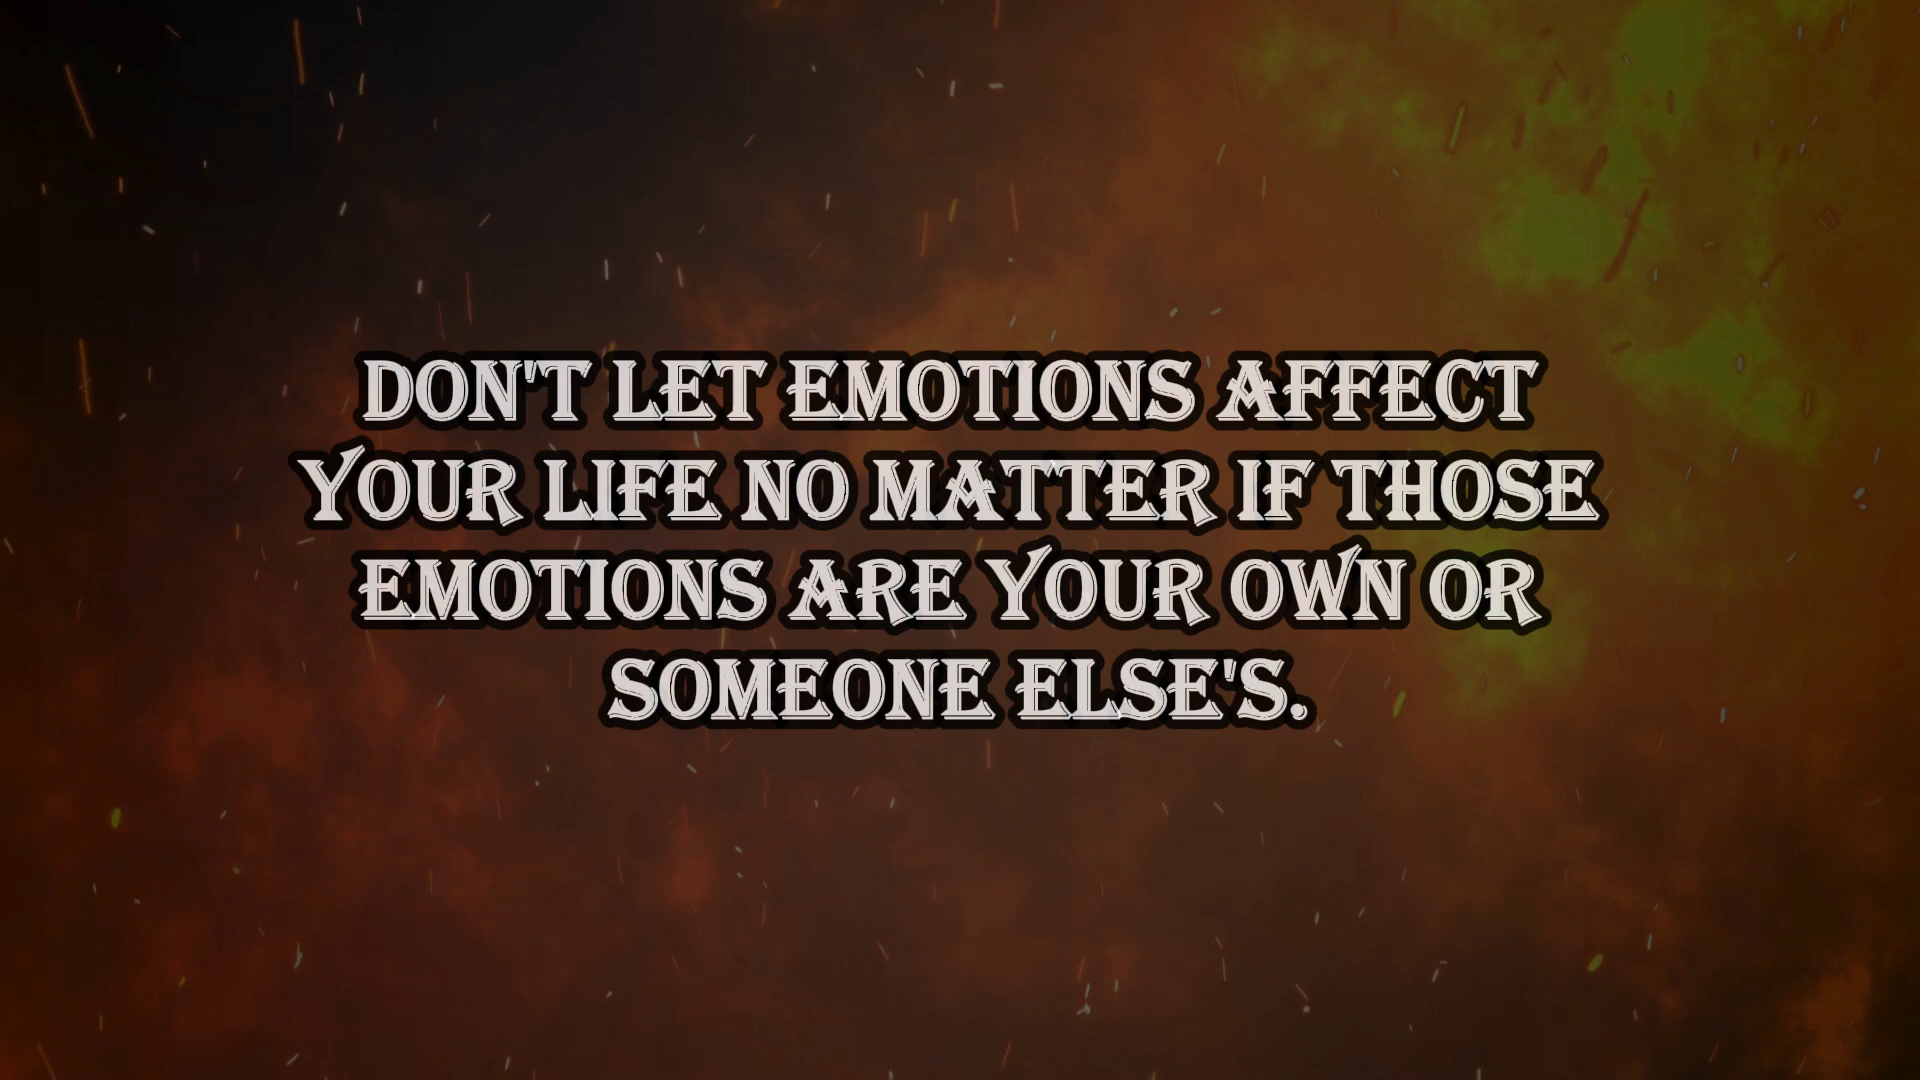 DON'T LET EMOTIONS AFFECT
YOUR LIFE NO MATTER IF THOSE
EMOTIONS ARE YOUR OWN OR
SOMEONE ELSE'S.